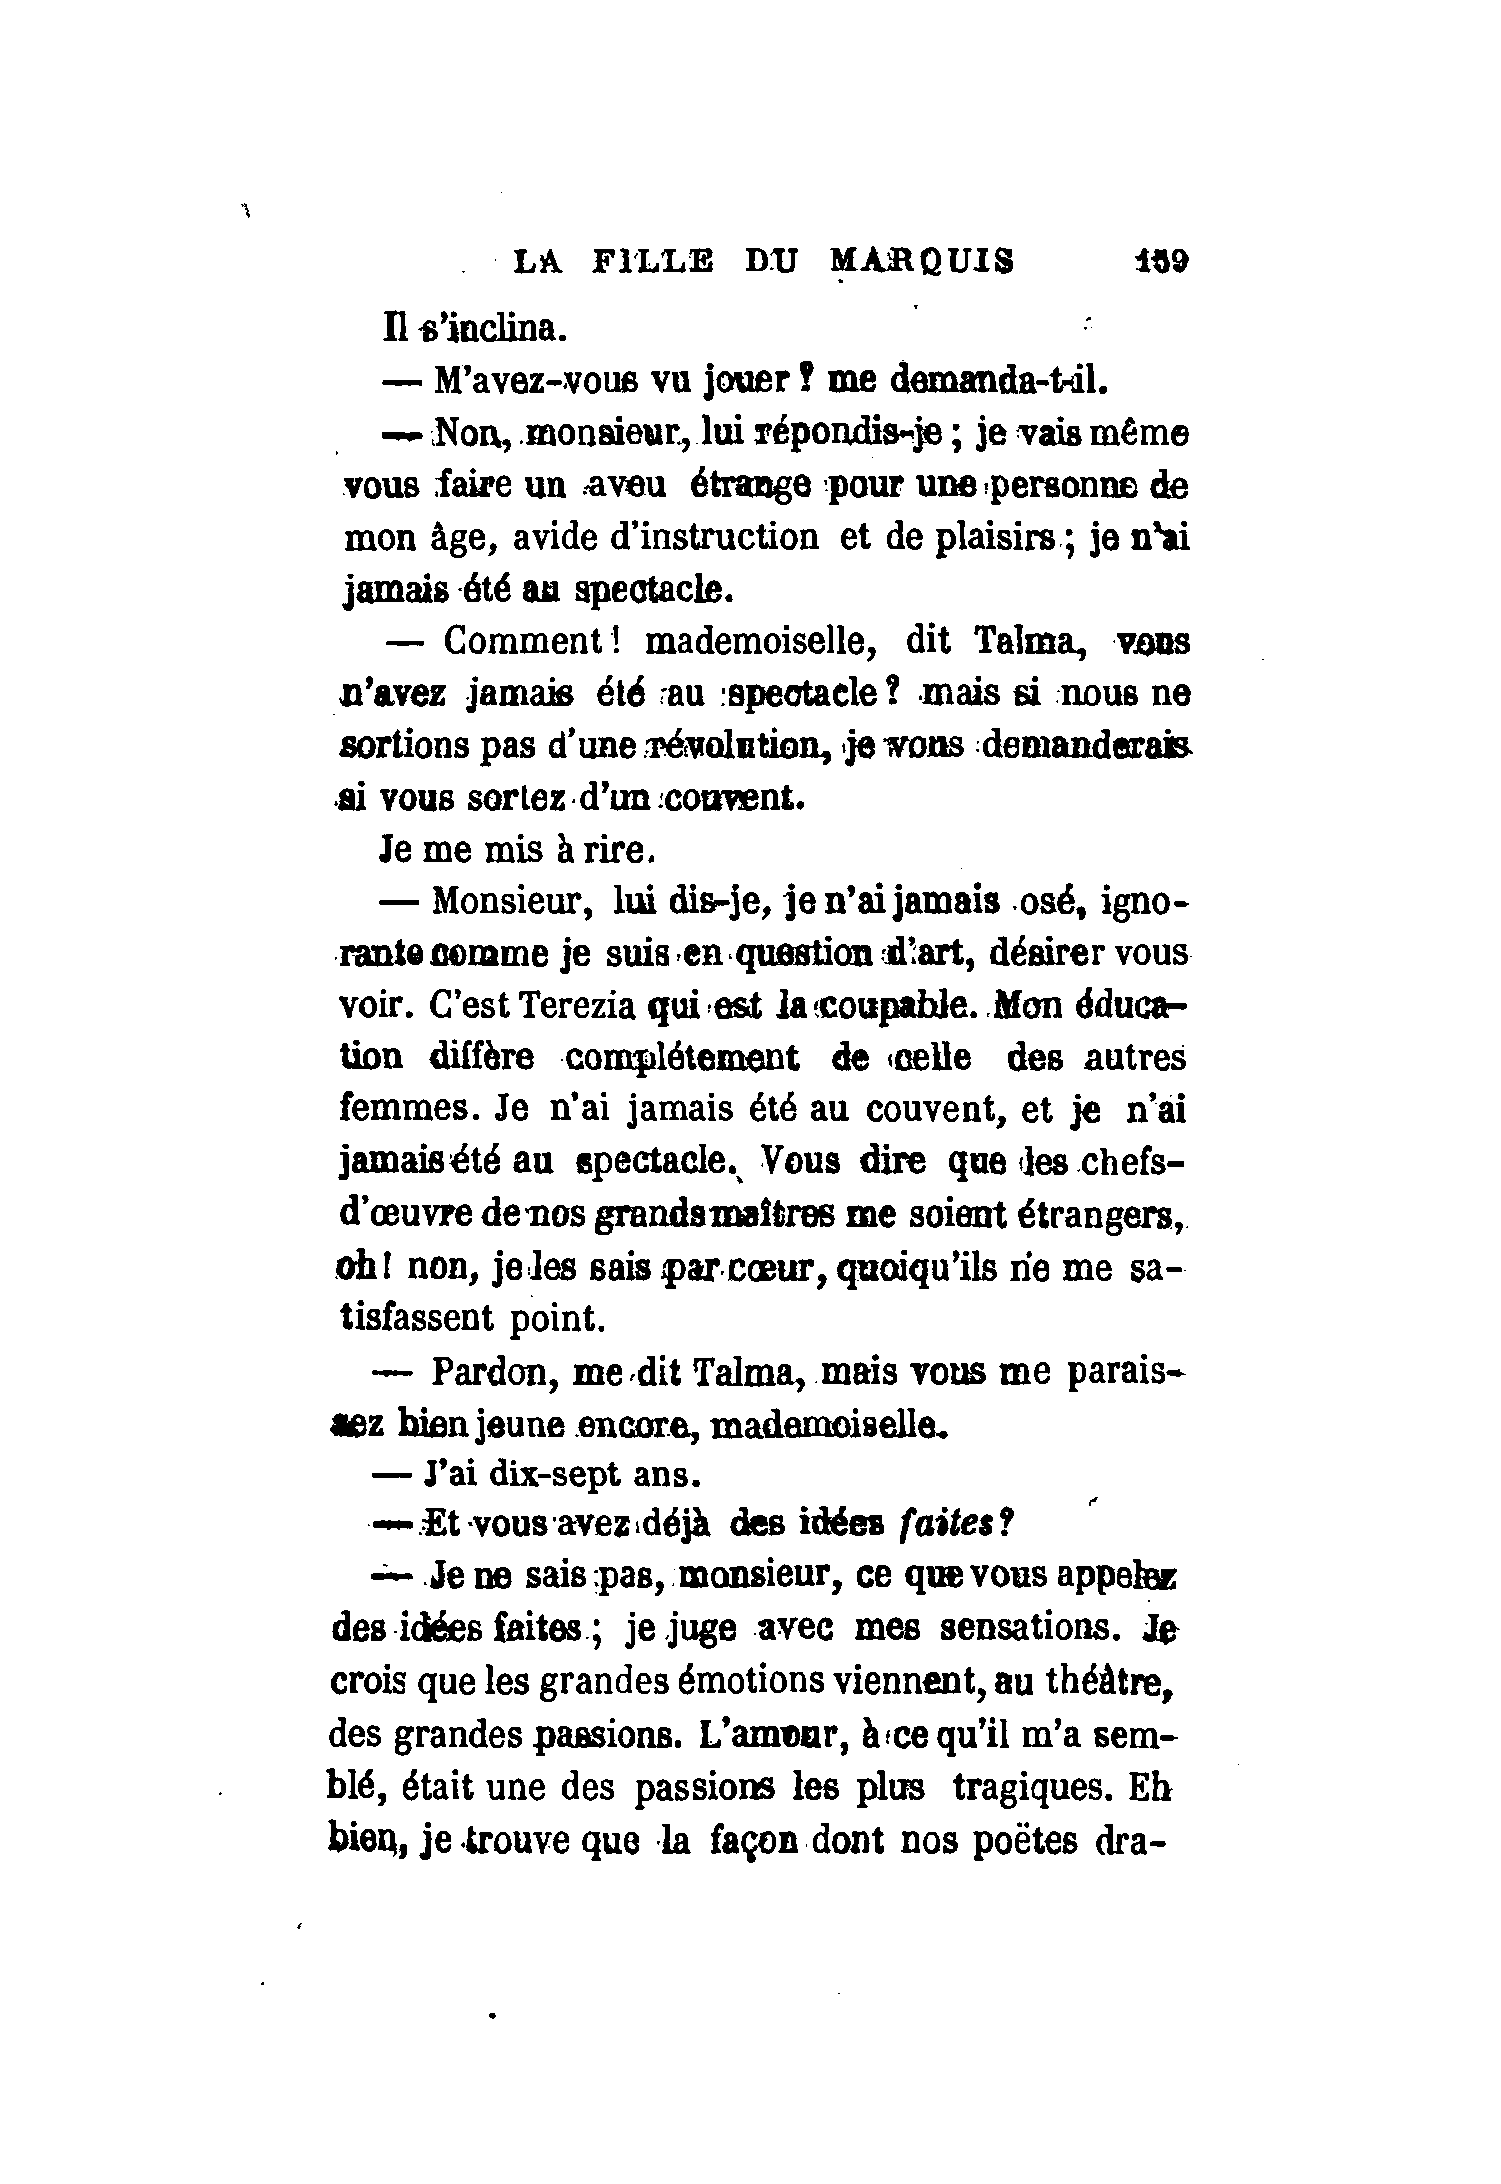 LA FILLE DU MARQUIS 159
Il s'inclina.
— M'avez-vous vu jouer ? me demanda-t-il.
— Non, monsieur, lui répondis-je ; je vais même
vous faire un aveu étrange pour une personne de
mon âge, avide d'instruction et de plaisirs ; je n'ai
jamais été au spectacle.
— Comment ! mademoiselle, dit Talma, vous
n'avez jamais été au spectacle ? mais si nous ne
sortions pas d'une révolution, je vous demanderais
si vous sortez d'un couvent.
Je me mis à rire.
— Monsieur, lui dis-je, je n'ai jamais osé, igno-
rante comme je suis en question d'art, désirer vous
voir. C'est Terezia qui est la coupable. Mon éduca-
tion diffère complétement de celle des autres
femmes. Je n'ai jamais été au couvent, et je n'ai
jamais été au spectacle. Vous dire que les chefs-
d'œuvre de nos grands maîtres me soient étrangers,
oh ! non, je les sais par cœur, quoiqu'ils ne me sa-
tisfassent point.
— Pardon, me dit Talma, mais vous me parais-
sez bien jeune encore, mademoiselle.
— J'ai dix-sept ans.
— Et vous avez déjà des idées faites ?
— Je ne sais pas, monsieur, ce que vous appelez
des idées faites ; je juge avec mes sensations. Je
crois que les grandes émotions viennent, au théâtre,
des grandes passions. L'amour, à ce qu'il m'a sem-
blé, était une des passions les plus tragiques. Eh
bien, je trouve que la façon dont nos poëtes dra-